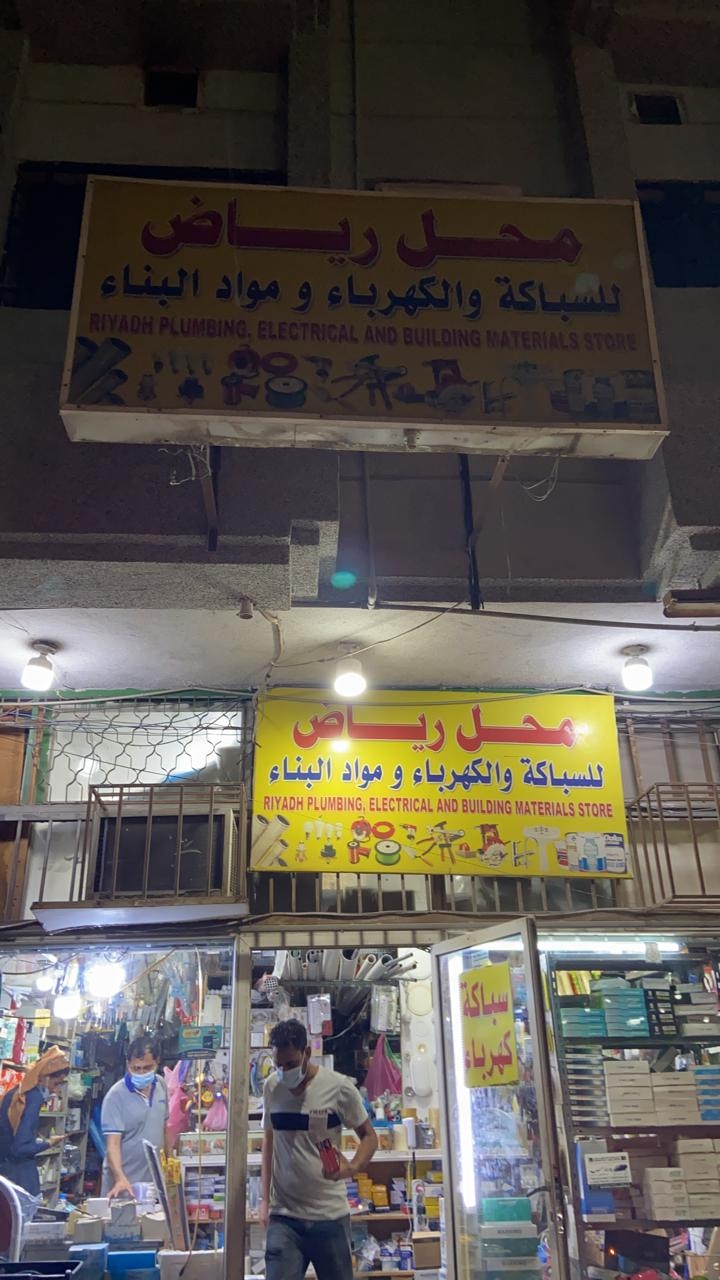 محل رياض
للسباكة والكهرباء و مواد البناء
RIYADH PLUMBING, ELECTRICAL AND BUILDING MATERIALS STORE
محل رياض
للسباكة والكهرباء و مواد البناء
RIYADH PLUMBING, ELECTRICAL AND BUILDING MATERIALS STORE
سباكة
كهرباء